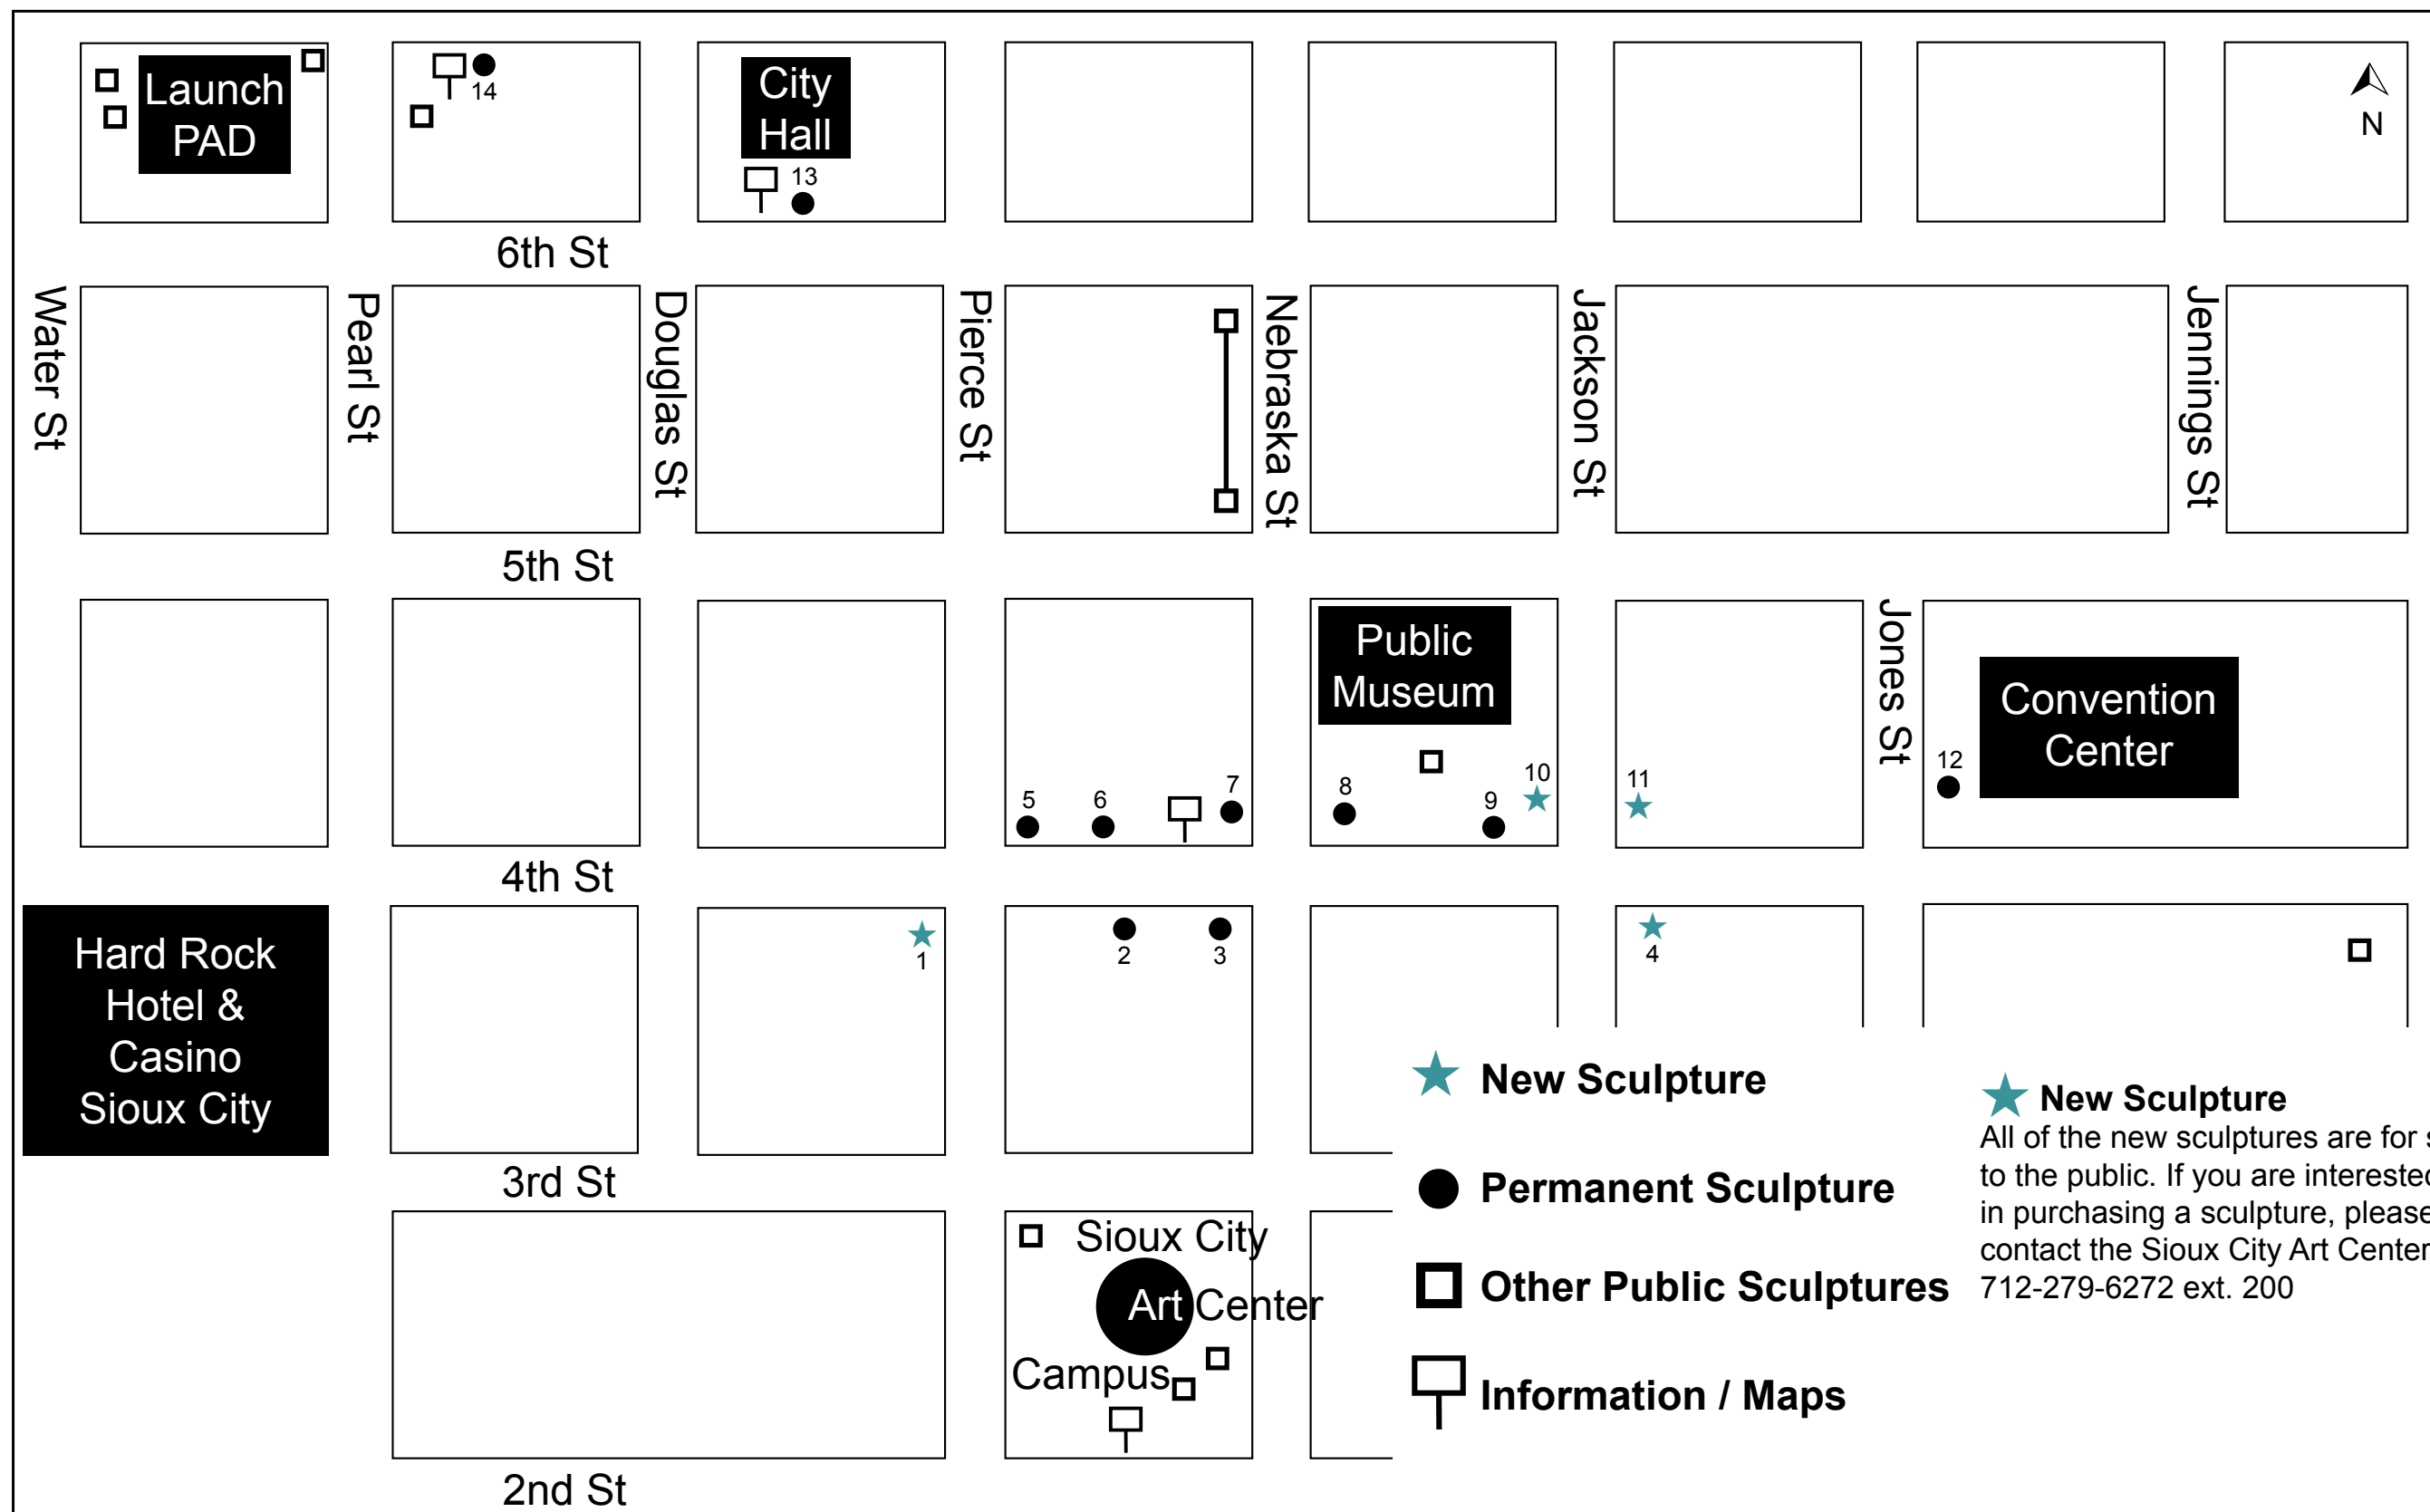 Launch
PAD
14
City
Hall
13
N
6th St
Water St
Pearl St
Douglas St
Pierce St
Nebraska St
Jackson St
Jennings St
5th St
Public
Museum
Jones St
Convention
Center
5
6
7
8
9
10
11
12
4th St
Hard Rock
Hotel &
Casino
Sioux City
1
2
3
4
3rd St
Sioux City
Art Center
Campus
2nd St
New Sculpture
Permanent Sculpture
Other Public Sculptures
Information / Maps
New Sculpture
All of the new sculptures are for
to the public. If you are interested
in purchasing a sculpture, please
contact the Sioux City Art Center
712-279-6272 ext. 200